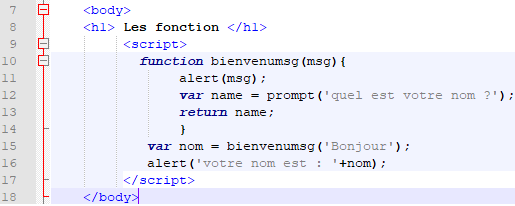 7 <body>
8 <h1> Les fonction </h1>
9 <script>
10 function bienvenumsg(msg){
11 alert(msg);
12 var name = prompt('quel est votre nom ?');
13 return name;
14 }
15 var nom = bienvenumsg('Bonjour');
16 alert('votre nom est : '+nom);
17 </script>
18 </body>